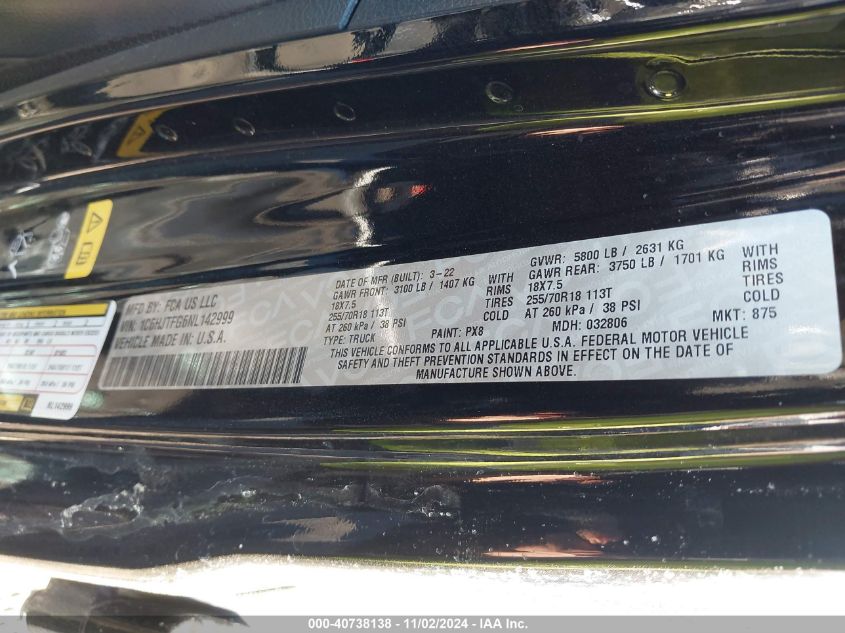 MFD BY: FCA US LLC
VIN: 1C6HJTFG6NL142999
VEHICLE MADE IN: U.S.A.
DATE OF MFR (BUILT): 3-22
GAWR FRONT: 3100 LB / 1407 KG WITH
18X7.5 RIMS
255/70R18 113T TIRES
AT 260 kPa / 38 PSI COLD
TYPE: TRUCK PAINT: PX8
GVWR: 5800 LB / 2631 KG
GAWR REAR: 3750 LB / 1701 KG WITH
18X7.5 RIMS
255/70R18 113T TIRES
AT 260 kPa / 38 PSI COLD
MDH: 032806 MKT: 875
THIS VEHICLE CONFORMS TO ALL APPLICABLE U.S.A. FEDERAL MOTOR VEHICLE
SAFETY AND THEFT PREVENTION STANDARDS IN EFFECT ON THE DATE OF
MANUFACTURE SHOWN ABOVE.
NL142999
000-40738138 - 11/02/2024 - IAA Inc.